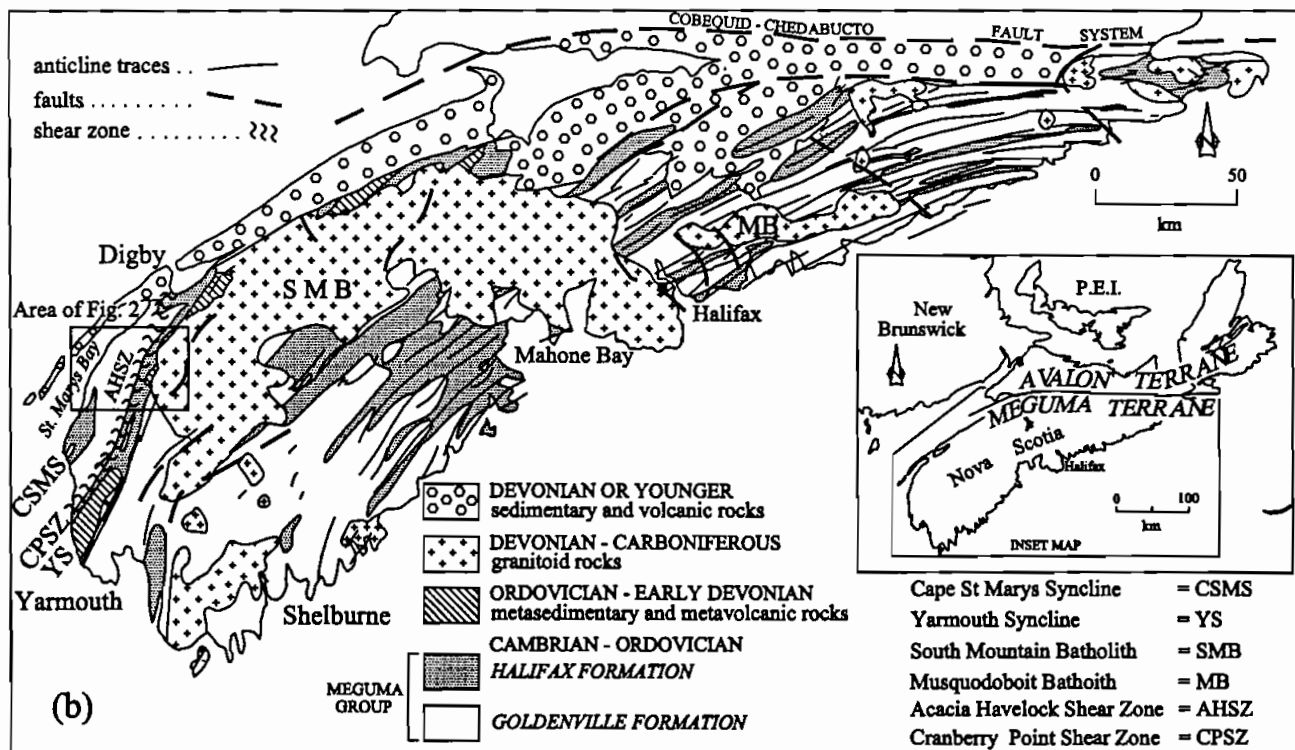 COBEQUID - CHEDABUCTO FAULT SYSTEM
anticline traces . .
faults . . . . . . . . .
shear zone . . . . . . . . .
0 50
km
Digby
Area of Fig. 2
St. Marys Bay
AHSZ
SMB
MB
Halifax
Mahone Bay
CSMS
CPSZ
YS
Yarmouth
Shelburne
DEVONIAN OR YOUNGER
sedimentary and volcanic rocks
DEVONIAN - CARBONIFEROUS
granitoid rocks
ORDOVICIAN - EARLY DEVONIAN
metasedimentary and metavolcanic rocks
CAMBRIAN - ORDOVICIAN
MEGUMA
GROUP
HALIFAX FORMATION
GOLDENVILLE FORMATION
(b)
P.E.I.
New
Brunswick
AVALON TERRANE
MEGUMA TERRANE
Nova Scotia
Halifax
0 100
km
INSET MAP
Cape St Marys Syncline = CSMS
Yarmouth Syncline = YS
South Mountain Batholith = SMB
Musquodoboit Bathoith = MB
Acacia Havelock Shear Zone = AHSZ
Cranberry Point Shear Zone = CPSZ